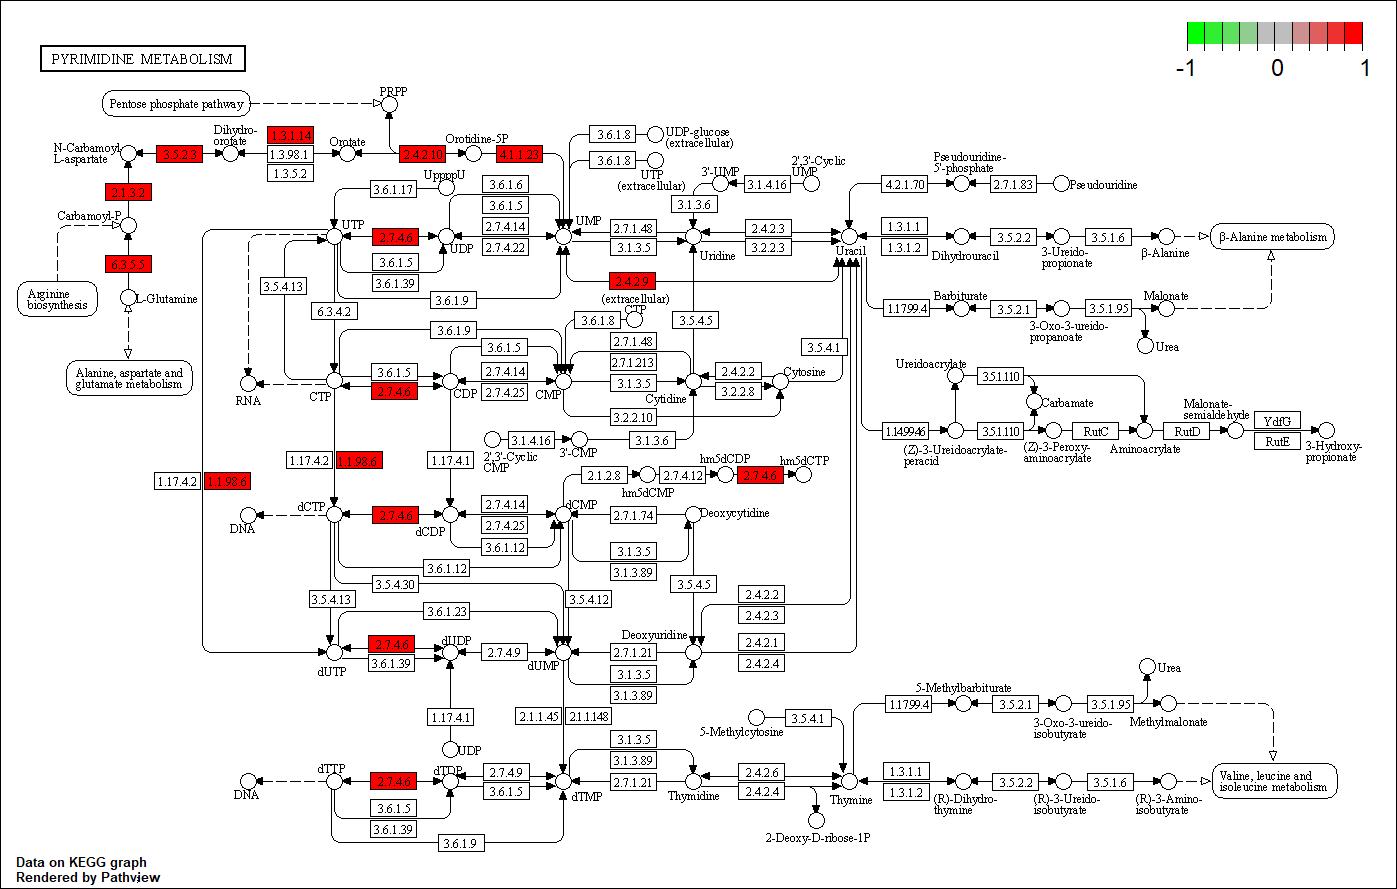 PYRIMIDINE METABOLISM
-1 0 1
Pentose phosphate pathway
PRPP
N-Carbamoyl-
L-aspartate
3.5.2.3
Dihydro-
orotate
1.3.1.14
1.3.98.1
1.3.5.2
Orotate
2.4.2.10
Orotidine-5P
4.1.1.23
3.6.1.8
UDP-glucose
(extracellular)
3.6.1.8
UTP
(extracellular)
2.1.3.2
Carbamoyl-P
6.3.5.5
L-Glutamine
Arginine
biosynthesis
Alanine, aspartate and
glutamate metabolism
UppppU
3.6.1.17
3.6.1.6
3.6.1.5
2.7.4.14
2.7.4.22
UTP
2.7.4.6
UDP
3.6.1.5
3.6.1.39
3.6.1.9
UMP
3'-UMP
3.1.4.16
2',3'-Cyclic
UMP
3.1.3.6
2.7.1.48
3.1.3.5
Uridine
2.4.2.3
3.2.2.3
Uracil
2.4.2.9
4.2.1.70
Pseudouridine-
5'-phosphate
2.7.1.83
Pseudouridine
1.3.1.1
1.3.1.2
Dihydrouracil
3.5.2.2
3-Ureido-
propionate
3.5.1.6
β-Alanine
β-Alanine metabolism
1.1.799.4
Barbiturate
3.5.2.1
3-Oxo-3-ureido-
propanoate
3.5.1.95
Malonate
Urea
3.5.4.13
6.3.4.2
3.6.1.9
3.6.1.8
(extracellular)
CTP
3.5.4.5
3.5.4.1
RNA
CTP
3.6.1.5
2.7.4.6
CDP
3.6.1.5
2.7.4.14
2.7.4.25
CMP
2.7.1.48
2.7.1.213
3.1.3.5
3.2.2.10
Cytidine
2.4.2.2
3.2.2.8
Cytosine
Ureidoacrylate
3.5.1.110
Carbamate
1.14.99.46
(Z)-3-Ureidoacrylate-
peracid
3.5.1.110
(Z)-3-Peroxy-
aminoacrylate
RutC
Aminoacrylate
RutD
Malonate-
semialdehyde
YdfG
RutE
3-Hydroxy-
propionate
2',3'-Cyclic
CMP
3.1.4.16
3'-CMP
3.1.3.6
1.17.4.2
1.1.98.6
1.17.4.2
1.1.98.6
1.17.4.1
2.1.2.8
hm5dCMP
2.7.4.12
hm5dCDP
2.7.4.6
hm5dCTP
DNA
dCTP
2.7.4.6
dCDP
2.7.4.14
2.7.4.25
3.6.1.12
dCMP
2.7.1.74
Deoxycytidine
3.1.3.5
3.1.3.89
3.6.1.12
3.5.4.30
3.5.4.13
3.5.4.12
3.5.4.5
3.6.1.23
2.4.2.2
2.4.2.3
dUTP
2.7.4.6
3.6.1.39
dUDP
2.7.4.9
dUMP
Deoxyuridine
2.7.1.21
3.1.3.5
3.1.3.89
2.4.2.1
2.4.2.4
1.17.4.1
UDP
2.1.1.45
2.1.1.148
5-Methylcytosine
3.5.4.1
1.1.799.4
5-Methylbarbiturate
3.5.2.1
3-Oxo-3-ureido-
isobutyrate
3.5.1.95
Urea
Methylmalonate
DNA
dTTP
2.7.4.6
dTDP
3.6.1.5
3.6.1.39
3.6.1.9
2.7.4.9
3.6.1.5
dTMP
3.1.3.5
3.1.3.89
2.7.1.21
Thymidine
2.4.2.6
2.4.2.4
2-Deoxy-D-ribose-1P
Thymine
1.3.1.1
1.3.1.2
(R)-Dihydro-
thymine
3.5.2.2
(R)-3-Ureido-
isobutyrate
3.5.1.6
(R)-3-Amino-
isobutyrate
Valine, leucine and
isoleucine metabolism
Data on KEGG graph
Rendered by Pathview